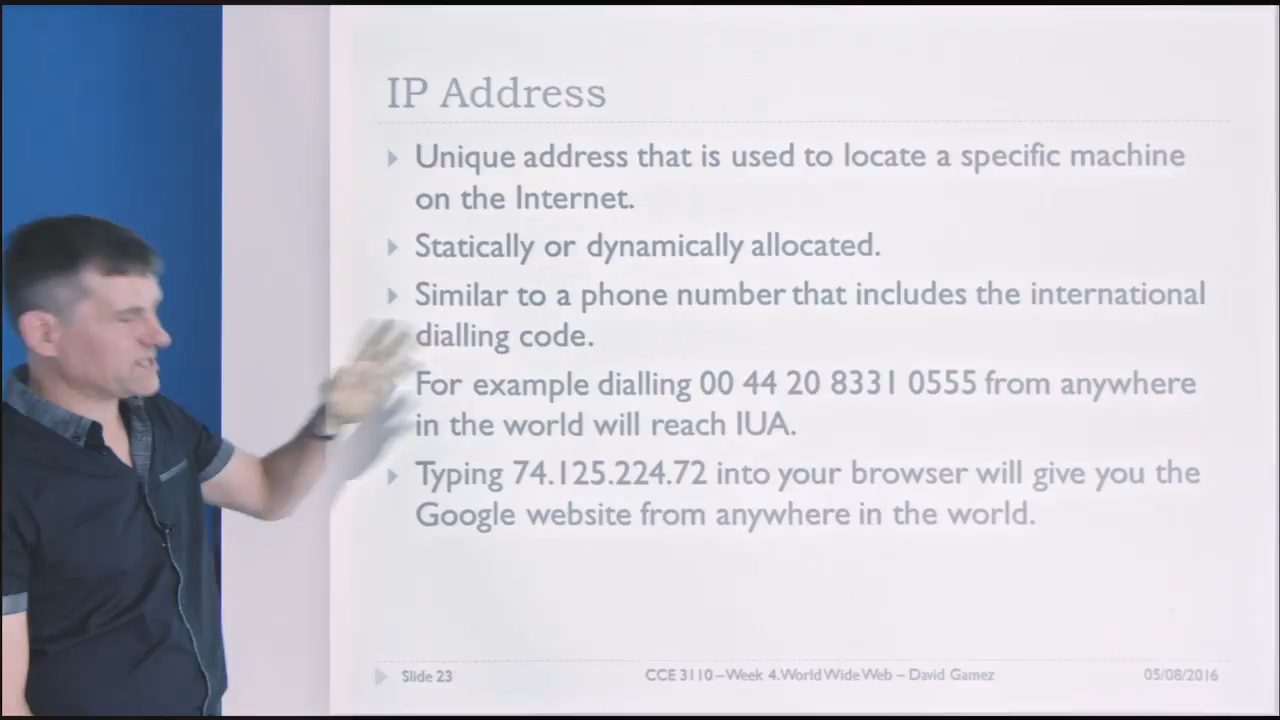 IP Address
Unique address that is used to locate a specific machine
on the Internet.
Statically or dynamically allocated.
Similar to a phone number that includes the international
dialling code.
For example dialling 00 44 20 8331 0555 from anywhere
in the world will reach IUA.
Typing 74.125.224.72 into your browser will give you the
Google website from anywhere in the world.
Slide 23
CCE 3110 – Week 4. World Wide Web – David Gamez
05/08/2016